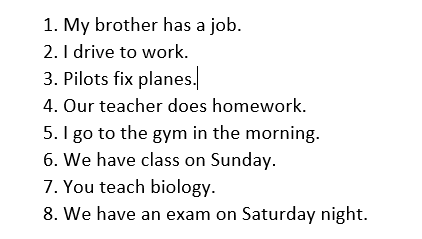 1. My brother has a job.
2. I drive to work.
3. Pilots fix planes.
4. Our teacher does homework.
5. I go to the gym in the morning.
6. We have class on Sunday.
7. You teach biology.
8. We have an exam on Saturday night.